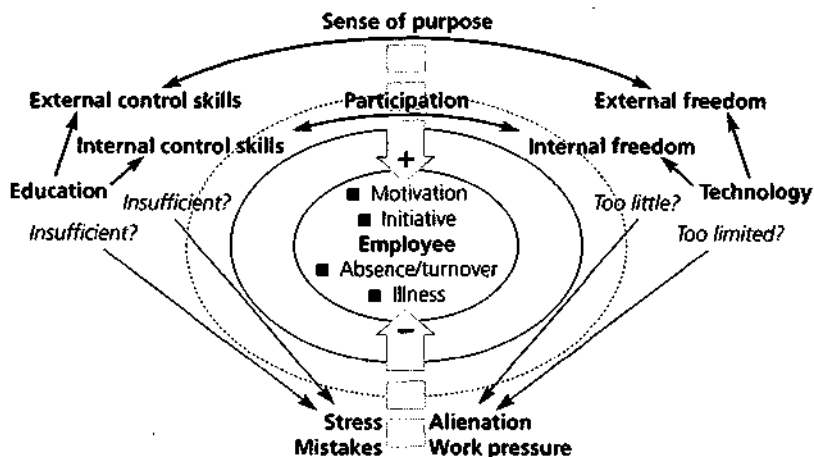 Sense of purpose
External control skills
Participation
External freedom
Internal control skills
+
Internal freedom
Education
Insufficient?
■ Motivation
Too little?
Technology
Insufficient?
■ Initiative
Too limited?
Employee
■ Absence/turnover
■ Illness
–
Stress
Alienation
Mistakes
Work pressure